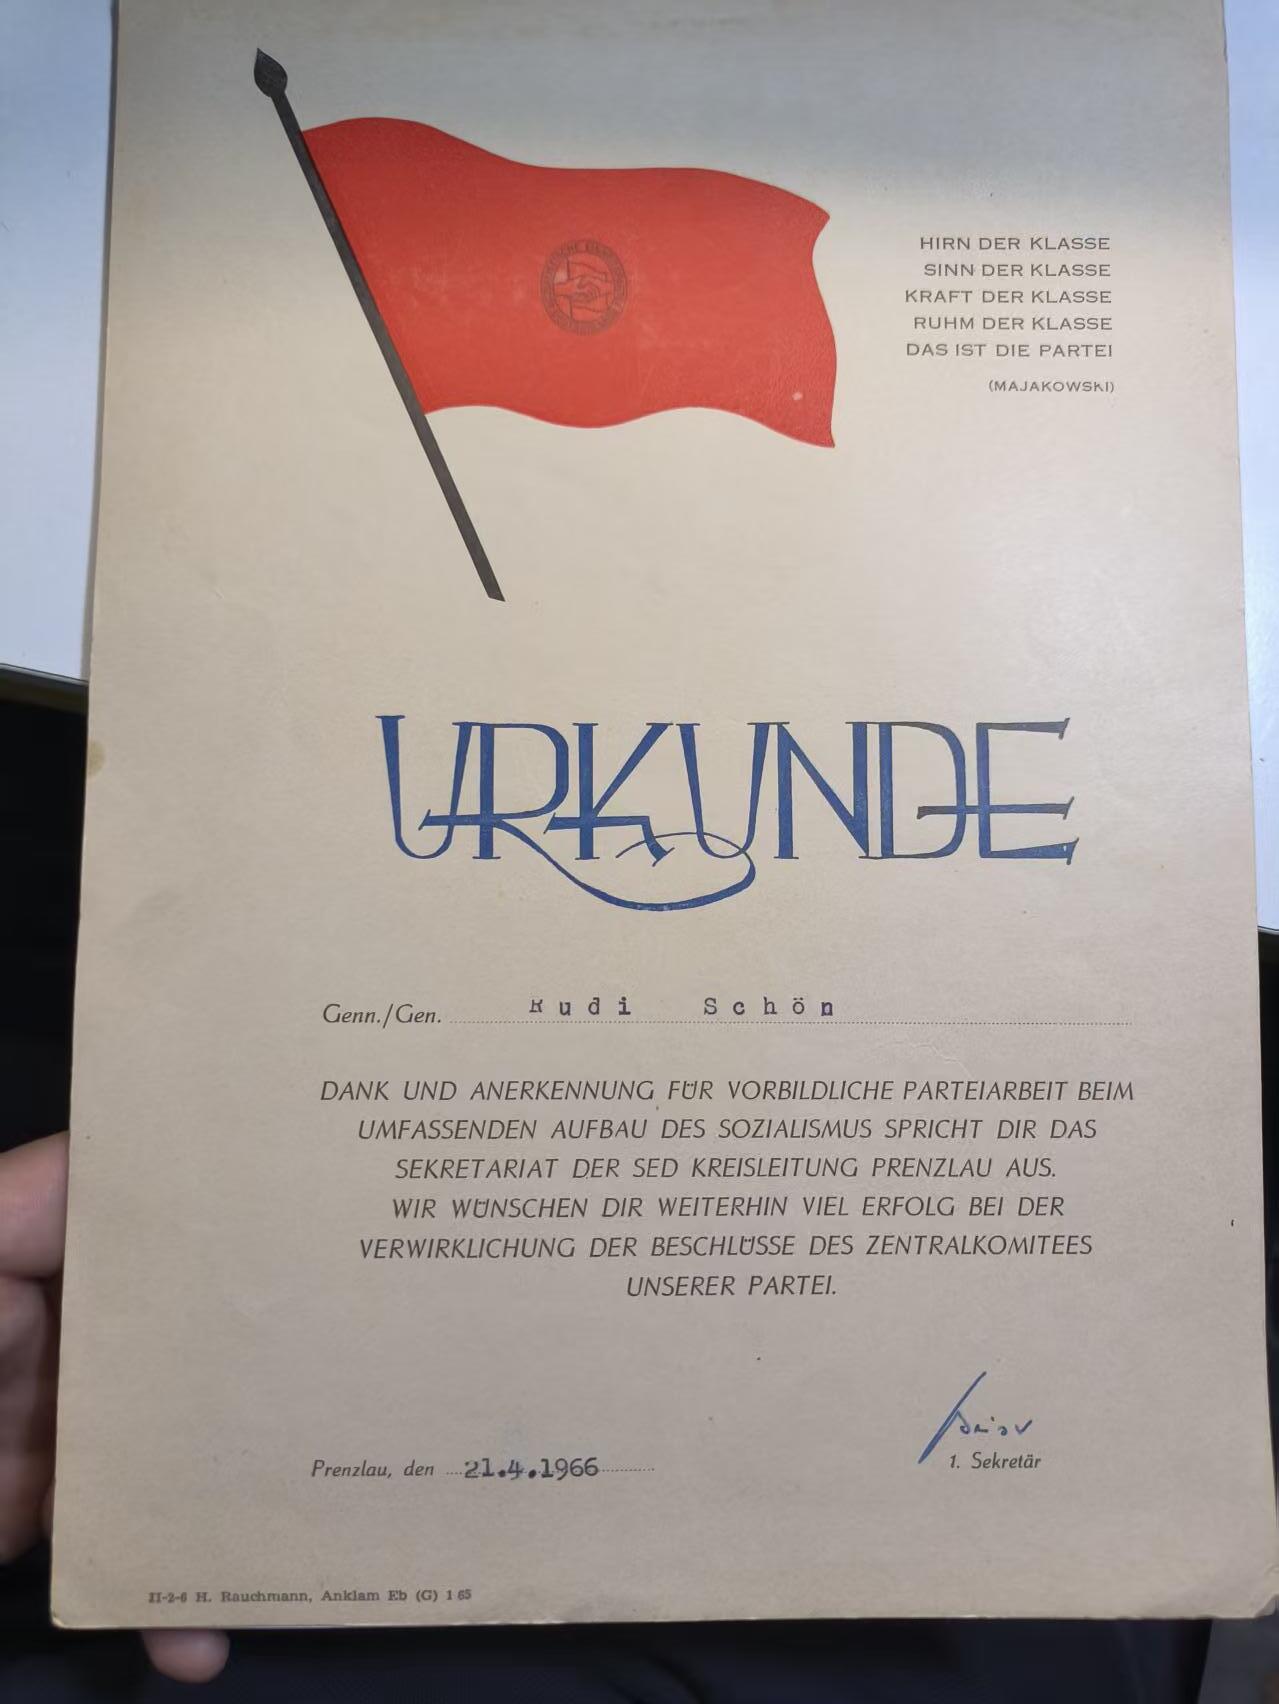 HIRN DER KLASSE
SINN DER KLASSE
KRAFT DER KLASSE
RUHM DER KLASSE
DAS IST DIE PARTEI
(MAJAKOWSKI)
URKUNDE
Genn./Gen. Rudi Schön
DANK UND ANERKENNUNG FÜR VORBILDLICHE PARTEIARBEIT BEIM
UMFASSENDEN AUFBAU DES SOZIALISMUS SPRICHT DIR DAS
SEKRETARIAT DER SED KREISLEITUNG PRENZLAU AUS.
WIR WÜNSCHEN DIR WEITERHIN VIEL ERFOLG BEI DER
VERWIRKLICHUNG DER BESCHLÜSSE DES ZENTRALKOMITEES
UNSERER PARTEI.
Prenzlau, den 21.4.1966
1. Sekretär
II-2-6 H. Rauchmann, Anklam Eb (G) 1 65